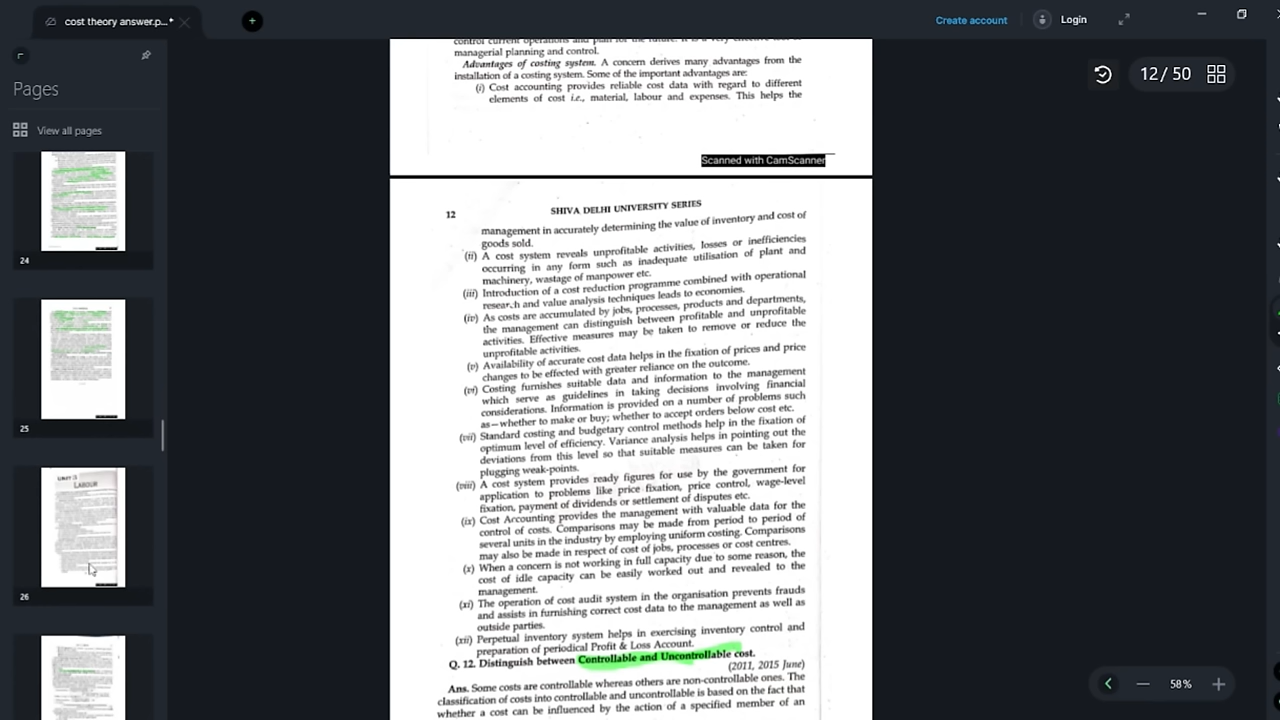 cost theory answer.p...*
Create account
Login
Pages
View all pages
24
25
UNIT 3
LABOUR
26
12/50
control current operations and plan for the future. It is a very effective tool
managerial planning and control.
Advantages of costing system. A concern derives many advantages from the
installation of a costing system. Some of the important advantages are:
(i) Cost accounting provides reliable cost data with regard to different
elements of cost i.e., material, labour and expenses. This helps the
Scanned with CamScanner
12
SHIVA DELHI UNIVERSITY SERIES
management in accurately determining the value of inventory and cost of
goods sold.
(ii) A cost system reveals unprofitable activities, losses or inefficiencies
occurring in any form such as inadequate utilisation of plant and
machinery, wastage of manpower etc.
(iii) Introduction of a cost reduction programme combined with operational
research and value analysis techniques leads to economies.
(iv) As costs are accumulated by jobs, processes, products and departments,
the management can distinguish between profitable and unprofitable
activities. Effective measures may be taken to remove or reduce the
unprofitable activities.
(v) Availability of accurate cost data helps in the fixation of prices and price
changes to be effected with greater reliance on the outcome.
(vi) Costing furnishes suitable data and information to the management
which serve as guidelines in taking decisions involving financial
considerations. Information is provided on a number of problems such
as—whether to make or buy; whether to accept orders below cost etc.
(vii) Standard costing and budgetary control methods help in the fixation of
optimum level of efficiency. Variance analysis helps in pointing out the
deviations from this level so that suitable measures can be taken for
plugging weak-points.
(viii) A cost system provides ready figures for use by the government for
application to problems like price fixation, price control, wage-level
fixation, payment of dividends or settlement of disputes etc.
(ix) Cost Accounting provides the management with valuable data for the
control of costs. Comparisons may be made from period to period of
several units in the industry by employing uniform costing. Comparisons
may also be made in respect of cost of jobs, processes or cost centres.
(x) When a concern is not working in full capacity due to some reason, the
cost of idle capacity can be easily worked out and revealed to the
management.
(xi) The operation of cost audit system in the organisation prevents frauds
and assists in furnishing correct cost data to the management as well as
outside parties.
(xii) Perpetual inventory system helps in exercising inventory control and
preparation of periodical Profit & Loss Account.
Q. 12. Distinguish between Controllable and Uncontrollable cost.
(2011, 2015 June)
Ans. Some costs are controllable whereas others are non-controllable ones. The
classification of costs into controllable and uncontrollable is based on the fact that
whether a cost can be influenced by the action of a specified member of an
58%